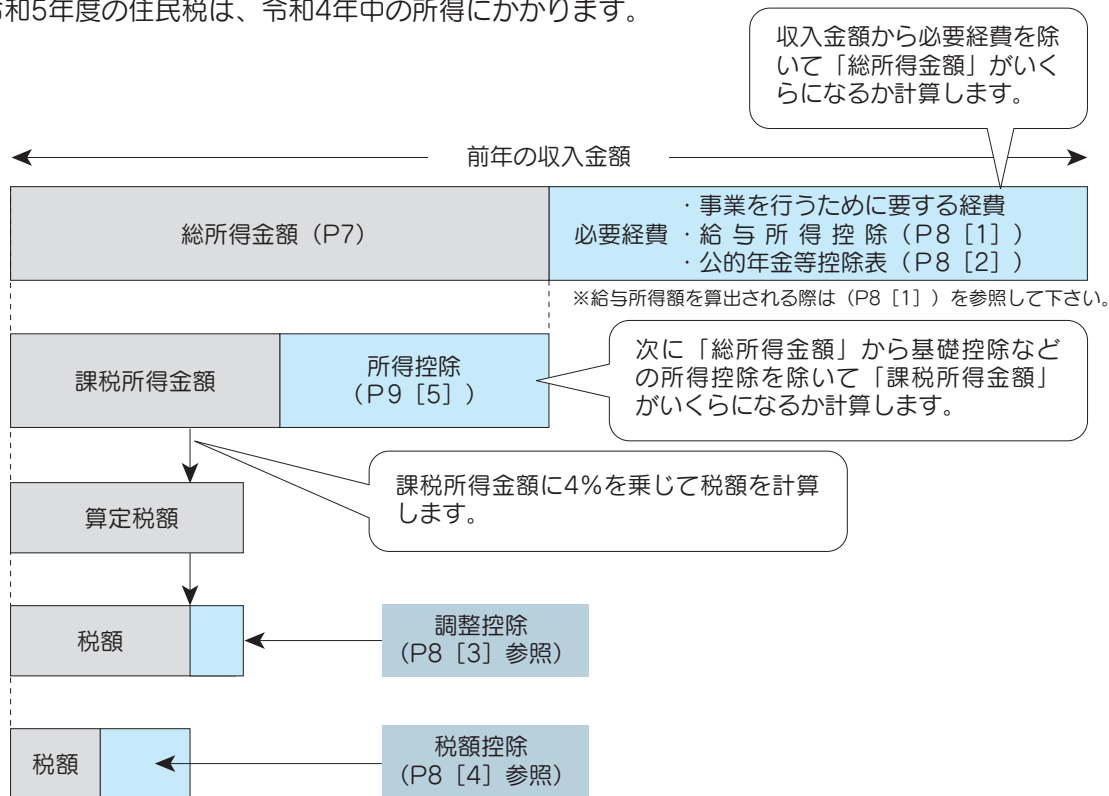 和5年度の住民税は、令和4年中の所得にかかります。
収入金額から必要経費を除
いて「総所得金額」がいく
らになるか計算します。
前年の収入金額
総所得金額（P7）
必要経費
・事業を行うために要する経費
・給与所得控除（P8［1］）
・公的年金等控除表（P8［2］）
※給与所得額を算出される際は（P8［1］）を参照して下さい。
課税所得金額
所得控除
（P9［5］）
次に「総所得金額」から基礎控除など
の所得控除を除いて「課税所得金額」
がいくらになるか計算します。
課税所得金額に4％を乗じて税額を計算
します。
算定税額
税額
調整控除
（P8［3］参照）
税額
税額控除
（P8［4］参照）